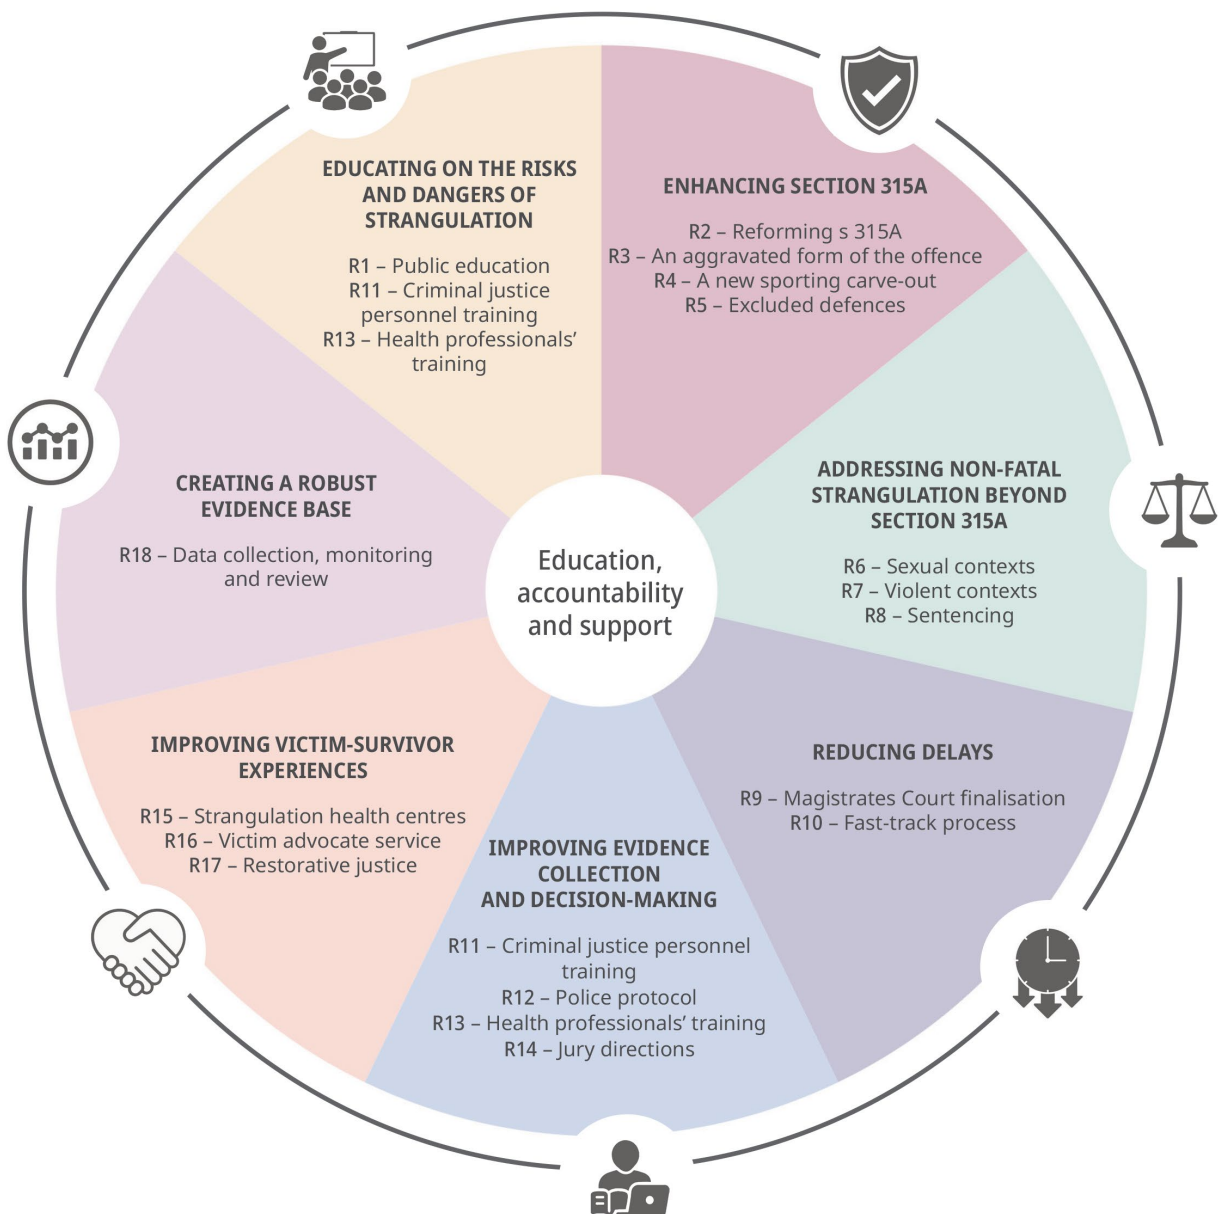 EDUCATING ON THE RISKS
AND DANGERS OF
STRANGULATION
R1 – Public education
R11 – Criminal justice
personnel training
R13 – Health professionals’
training
ENHANCING SECTION 315A
R2 – Reforming s 315A
R3 – An aggravated form of the offence
R4 – A new sporting carve-out
R5 – Excluded defences
ADDRESSING NON-FATAL
STRANGULATION BEYOND
SECTION 315A
R6 – Sexual contexts
R7 – Violent contexts
R8 – Sentencing
REDUCING DELAYS
R9 – Magistrates Court finalisation
R10 – Fast-track process
IMPROVING EVIDENCE
COLLECTION
AND DECISION-MAKING
R11 – Criminal justice personnel
training
R12 – Police protocol
R13 – Health professionals’ training
R14 – Jury directions
IMPROVING VICTIM-SURVIVOR
EXPERIENCES
R15 – Strangulation health centres
R16 – Victim advocate service
R17 – Restorative justice
CREATING A ROBUST
EVIDENCE BASE
R18 – Data collection, monitoring
and review
Education,
accountability
and support